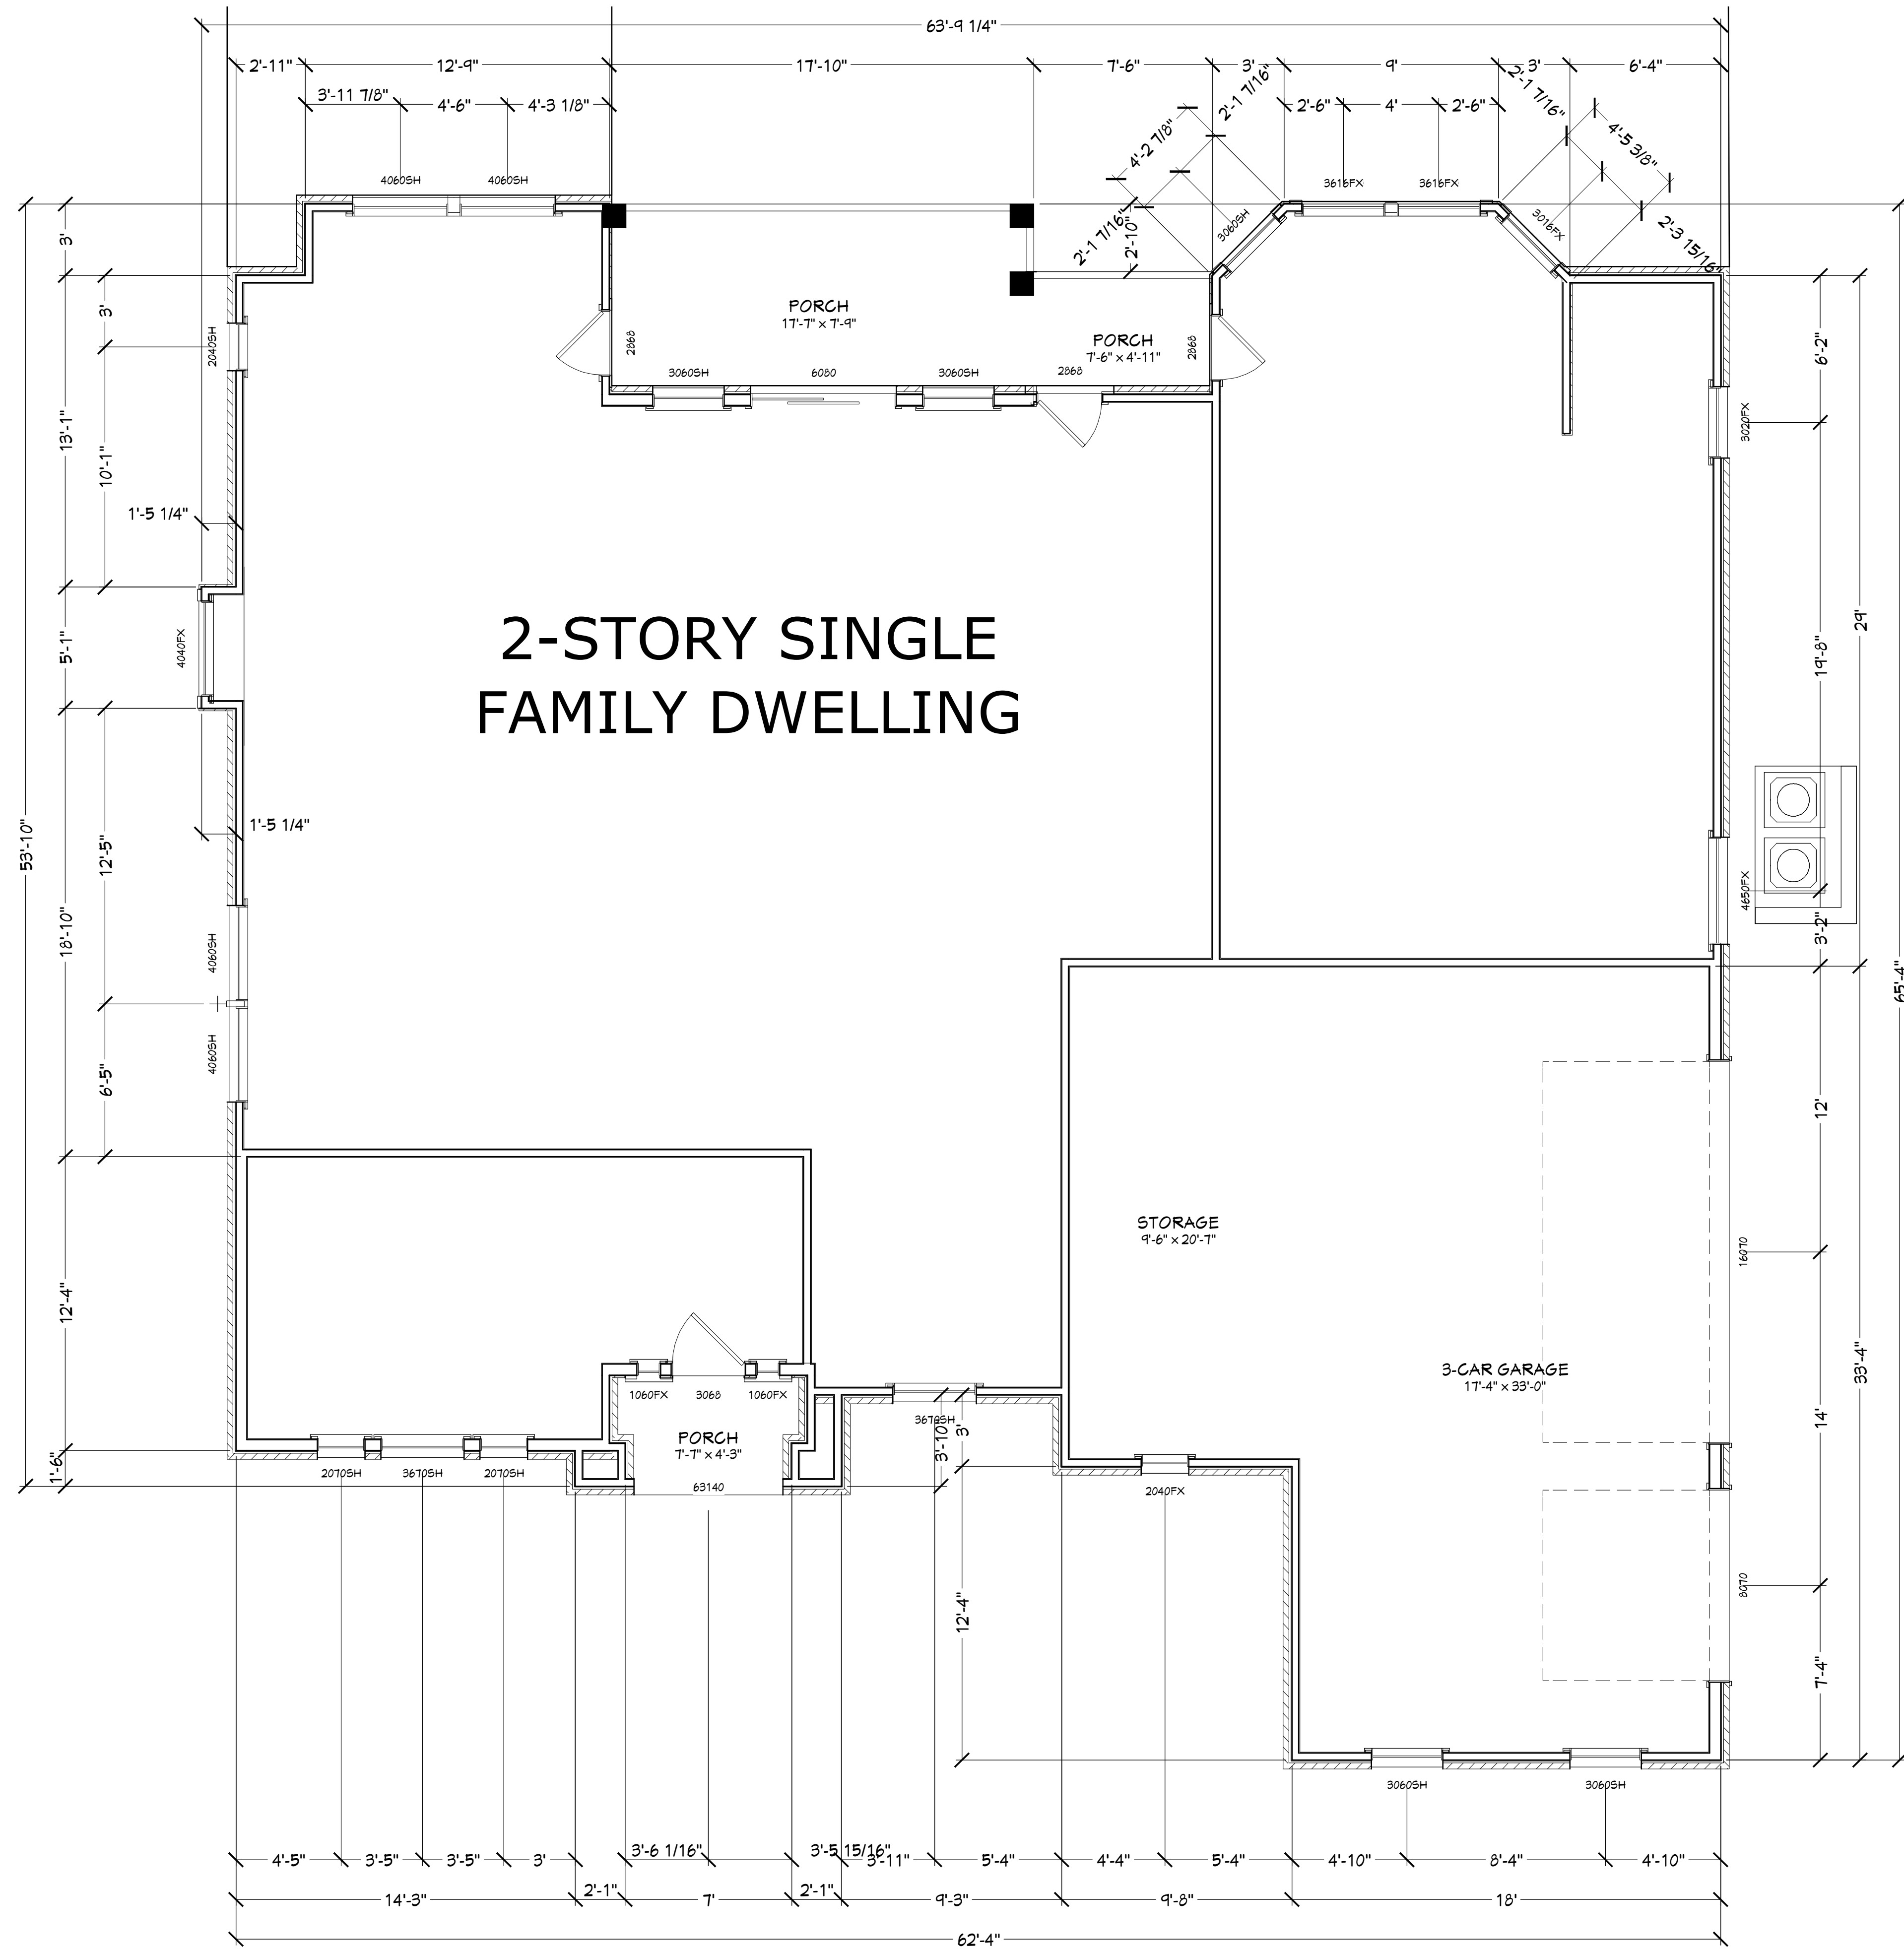 63'-9 1/4"
2'-11" 12'-9" 17'-10" 7'-6" 3' 9' 3' 6'-4"
3'-11 7/8" 4'-6" 4'-3 1/8" 2'-1 7/16" 2'-6" 4' 2'-6" 2'-1 7/16"
4'-2 7/8" 4'-5 3/8"
4060SH 4060SH 3616FX 3616FX
2'-1 7/16" 2'-10" 3060SH 3016FX 2'-3 15/16"
3'
3'
2040SH
PORCH
17'-7" x 7'-9"
2868
PORCH
7'-6" x 4'-11"
2868
6'-2"
3060SH 6080 3060SH 2868
3020FX
13'-1"
10'-1"
1'-5 1/4"
2-STORY SINGLE
FAMILY DWELLING
5'-1"
4040FX
29'
19'-8"
1'-5 1/4"
53'-10"
12'-5"
18'-10"
4060SH
4650FX
3'-2"
65'-4"
4060SH
6'-5"
12'
STORAGE
9'-6" x 20'-7"
16070
12'-4"
3-CAR GARAGE
17'-4" x 33'-0"
33'-4"
1060FX 3068 1060FX
3670SH
14'
PORCH
7'-7" x 4'-3"
3'-10"
3'
1'-6"
2070SH 3670SH 2070SH
63140
2040FX
8070
12'-4"
7'-4"
3060SH 3060SH
4'-5" 3'-5" 3'-5" 3' 3'-6 1/16" 3'-5 15/16" 3'-11" 5'-4" 4'-4" 5'-4" 4'-10" 8'-4" 4'-10"
14'-3" 2'-1" 7' 2'-1" 9'-3" 9'-8" 18'
62'-4"